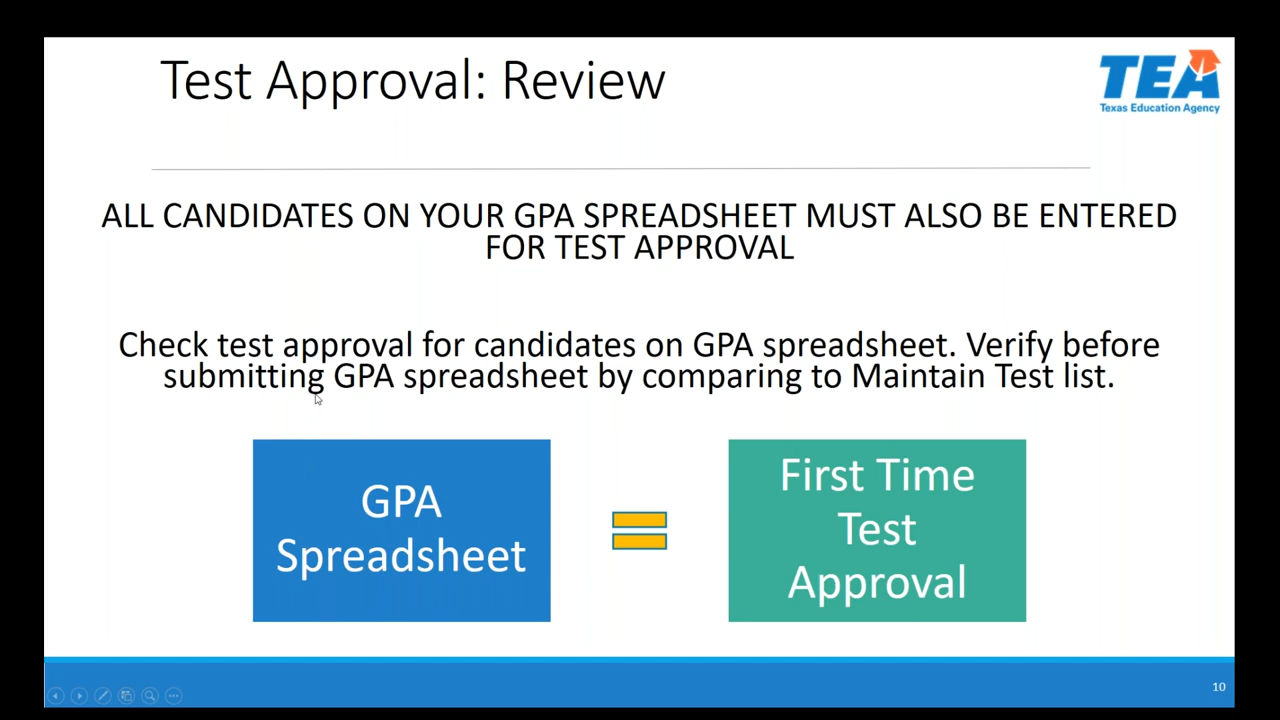 Test Approval: Review
TEA
Texas Education Agency
ALL CANDIDATES ON YOUR GPA SPREADSHEET MUST ALSO BE ENTERED
FOR TEST APPROVAL
Check test approval for candidates on GPA spreadsheet. Verify before
submitting GPA spreadsheet by comparing to Maintain Test list.
GPA
Spreadsheet
First Time
Test
Approval
10